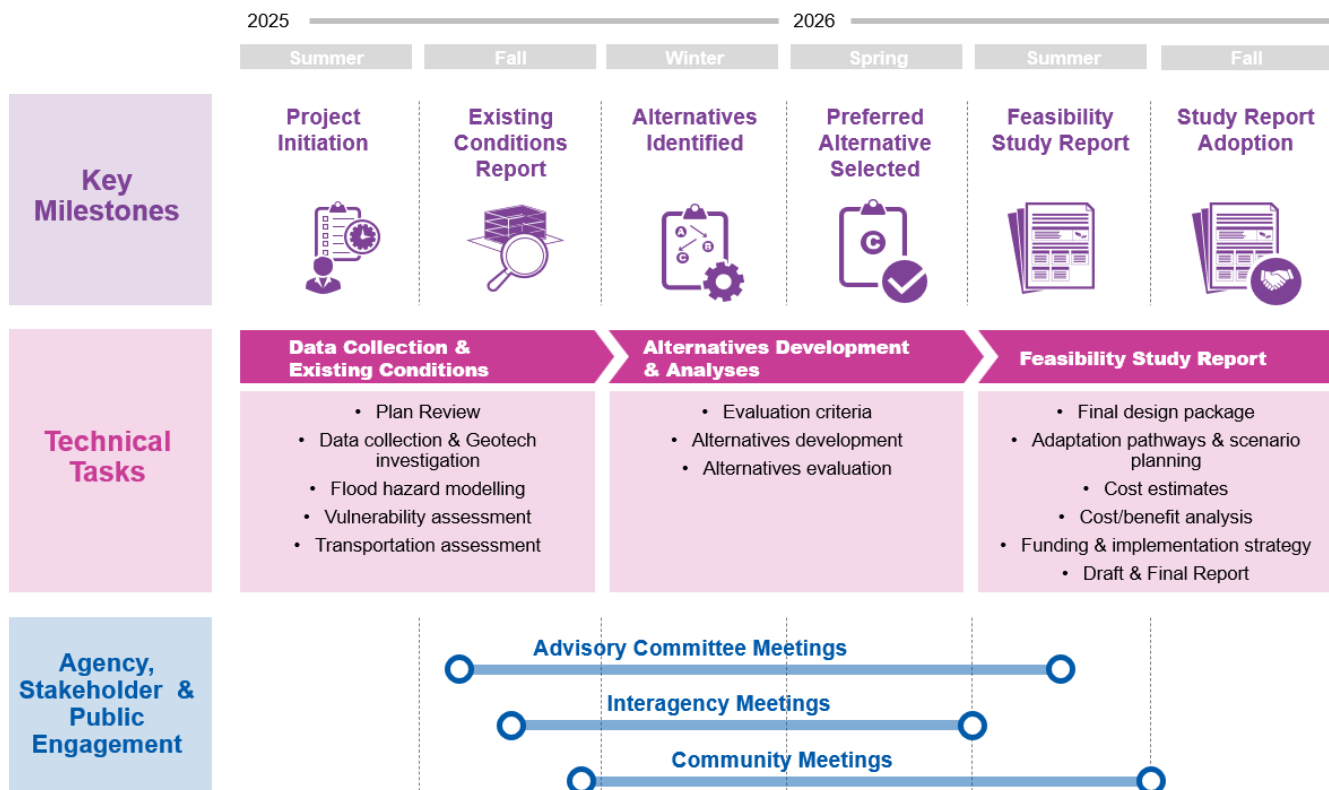 2025
2026
Summer
Fall
Winter
Spring
Summer
Fall
Key
Milestones
Project
Initiation
Existing
Conditions
Report
Alternatives
Identified
Preferred
Alternative
Selected
Feasibility
Study Report
Study Report
Adoption
A
B
C
C
Technical
Tasks
Data Collection &
Existing Conditions
• Plan Review
• Data collection & Geotech
investigation
• Flood hazard modelling
• Vulnerability assessment
• Transportation assessment
Alternatives Development
& Analyses
• Evaluation criteria
• Alternatives development
• Alternatives evaluation
Feasibility Study Report
• Final design package
• Adaptation pathways & scenario
planning
• Cost estimates
• Cost/benefit analysis
• Funding & implementation strategy
• Draft & Final Report
Agency,
Stakeholder &
Public
Engagement
Advisory Committee Meetings
Interagency Meetings
Community Meetings